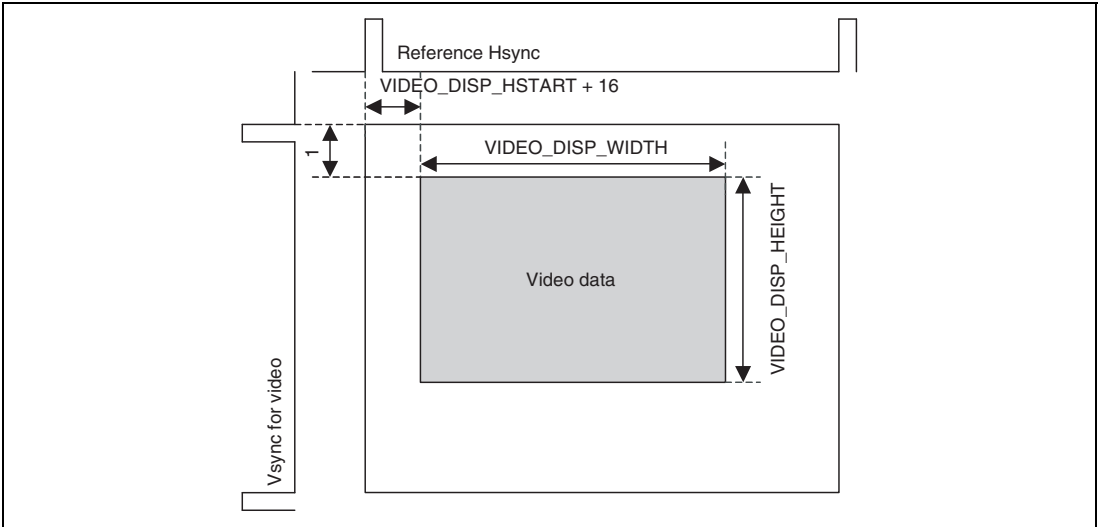 Reference Hsync
VIDEO_DISP_HSTART + 16
1
VIDEO_DISP_WIDTH
VIDEO_DISP_HEIGHT
Video data
Vsync for video